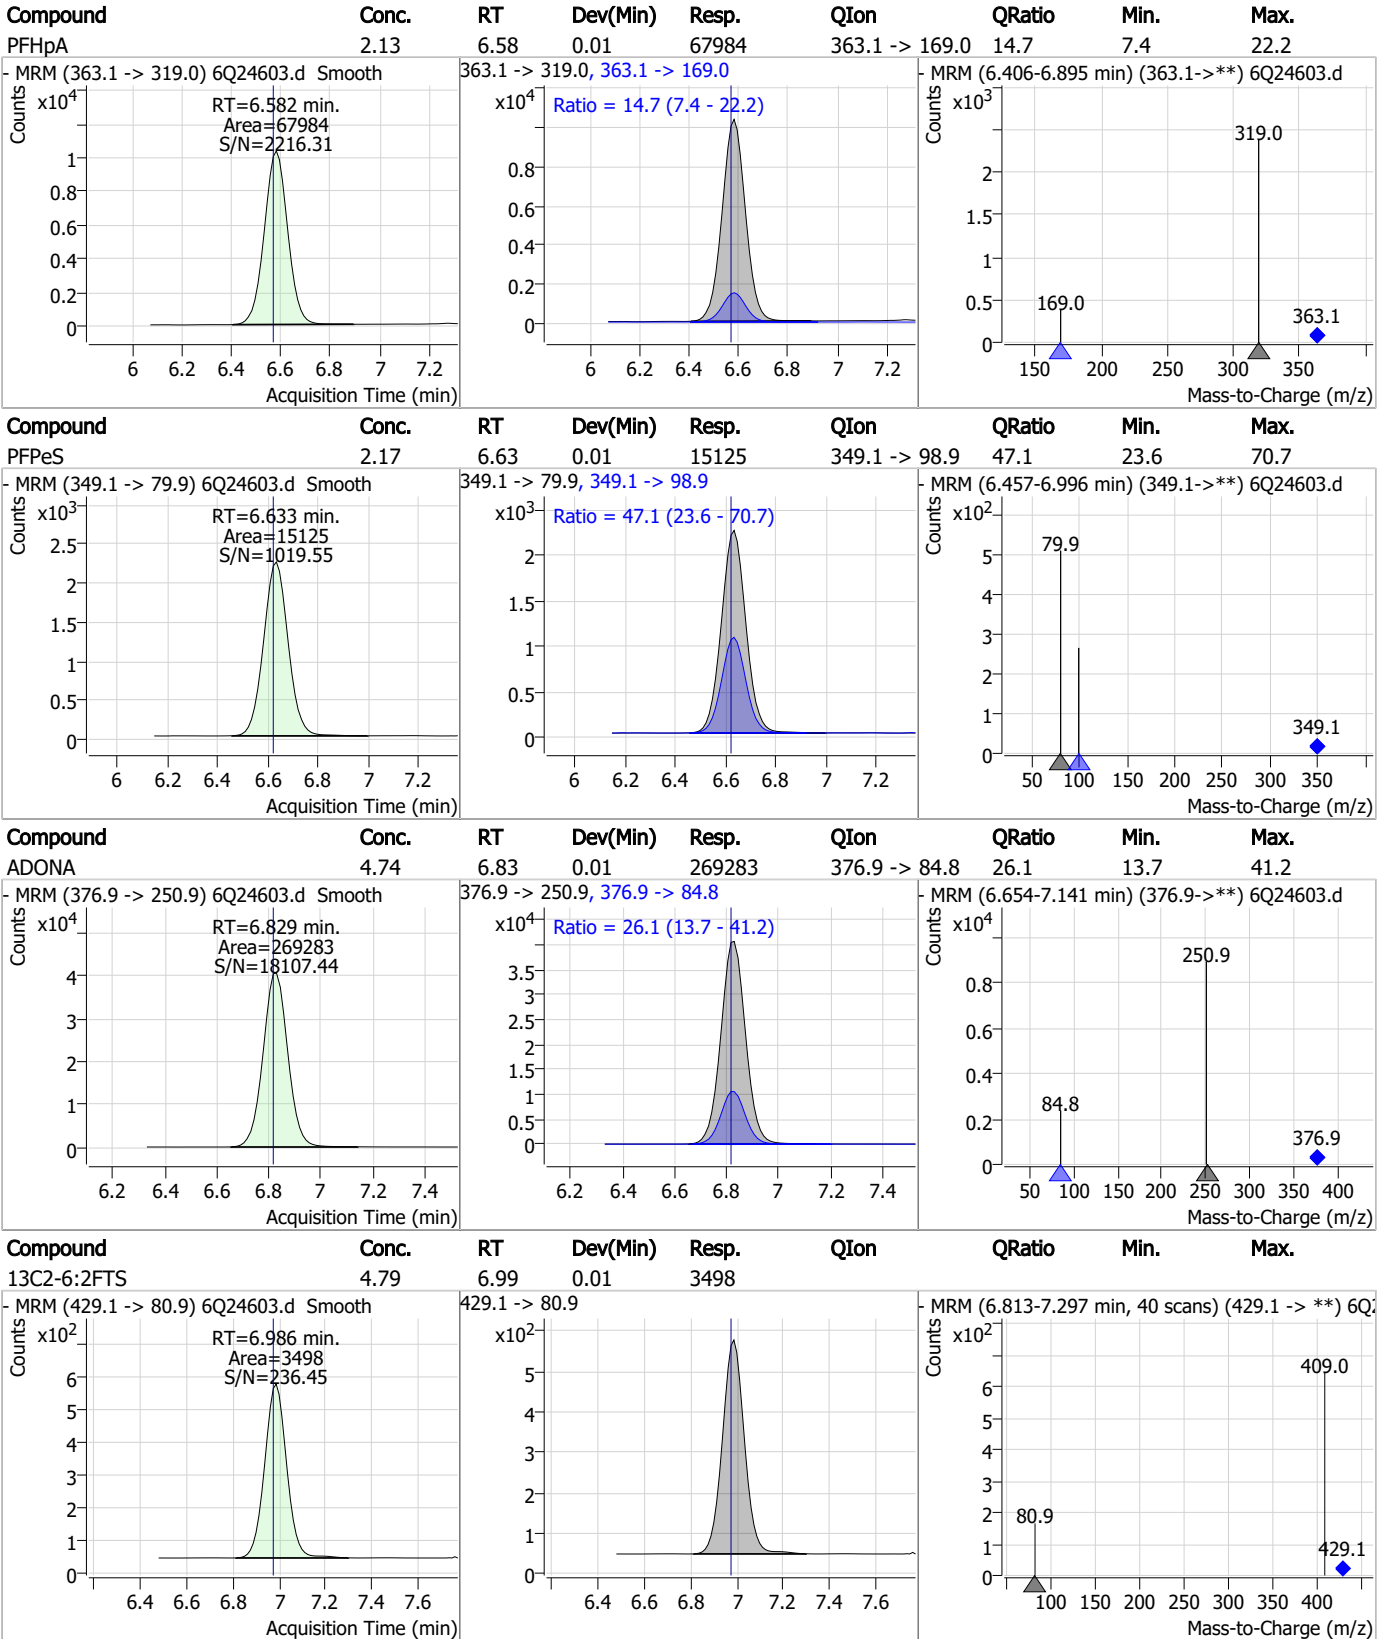 Compound Conc. RT Dev(Min) Resp. QIon QRatio Min. Max.
PFHpA 2.13 6.58 0.01 67984 363.1 -> 169.0 14.7 7.4 22.2
- MRM (363.1 -> 319.0) 6Q24603.d Smooth
Counts
x10^4
RT=6.582 min.
Area=67984
S/N=2216.31
1
0.8
0.6
0.4
0.2
0
6 6.2 6.4 6.6 6.8 7 7.2
Acquisition Time (min)
363.1 -> 319.0, 363.1 -> 169.0
x10^4
Ratio = 14.7 (7.4 - 22.2)
0.8
0.6
0.4
0.2
0
6 6.2 6.4 6.6 6.8 7 7.2
- MRM (6.406-6.895 min) (363.1->**) 6Q24603.d
Counts
x10^3
319.0
2
1.5
1
0.5
0
169.0
363.1
150 200 250 300 350
Mass-to-Charge (m/z)
Compound Conc. RT Dev(Min) Resp. QIon QRatio Min. Max.
PFPeS 2.17 6.63 0.01 15125 349.1 -> 98.9 47.1 23.6 70.7
- MRM (349.1 -> 79.9) 6Q24603.d Smooth
Counts
x10^3
RT=6.633 min.
Area=15125
S/N=1019.55
2.5
2
1.5
1
0.5
0
6 6.2 6.4 6.6 6.8 7 7.2
Acquisition Time (min)
349.1 -> 79.9, 349.1 -> 98.9
x10^3
Ratio = 47.1 (23.6 - 70.7)
2
1.5
1
0.5
0
6 6.2 6.4 6.6 6.8 7 7.2
- MRM (6.457-6.996 min) (349.1->**) 6Q24603.d
Counts
x10^2
79.9
5
4
3
2
1
0
349.1
50 100 150 200 250 300 350
Mass-to-Charge (m/z)
Compound Conc. RT Dev(Min) Resp. QIon QRatio Min. Max.
ADONA 4.74 6.83 0.01 269283 376.9 -> 84.8 26.1 13.7 41.2
- MRM (376.9 -> 250.9) 6Q24603.d Smooth
Counts
x10^4
RT=6.829 min.
Area=269283
S/N=18107.44
4
3
2
1
0
6.2 6.4 6.6 6.8 7 7.2 7.4
Acquisition Time (min)
376.9 -> 250.9, 376.9 -> 84.8
x10^4
Ratio = 26.1 (13.7 - 41.2)
3.5
3
2.5
2
1.5
1
0.5
0
6.2 6.4 6.6 6.8 7 7.2 7.4
- MRM (6.654-7.141 min) (376.9->**) 6Q24603.d
Counts
x10^4
250.9
0.8
0.6
0.4
0.2
0
84.8
376.9
50 100 150 200 250 300 350 400
Mass-to-Charge (m/z)
Compound Conc. RT Dev(Min) Resp. QIon QRatio Min. Max.
13C2-6:2FTS 4.79 6.99 0.01 3498
- MRM (429.1 -> 80.9) 6Q24603.d Smooth
Counts
x10^2
RT=6.986 min.
Area=3498
S/N=236.45
6
5
4
3
2
1
0
6.4 6.6 6.8 7 7.2 7.4 7.6
Acquisition Time (min)
429.1 -> 80.9
x10^2
5
4
3
2
1
0
6.4 6.6 6.8 7 7.2 7.4 7.6
- MRM (6.813-7.297 min, 40 scans) (429.1 -> **) 6Q2
Counts
x10^2
409.0
6
5
4
3
2
1
0
80.9
429.1
100 150 200 250 300 350 400
Mass-to-Charge (m/z)